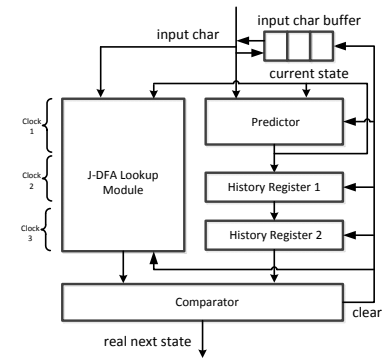 input char buffer
input char
current state
Clock
1
Predictor
Clock
2
J-DFA Lookup
Module
History Register 1
Clock
3
History Register 2
Comparator
clear
real next state